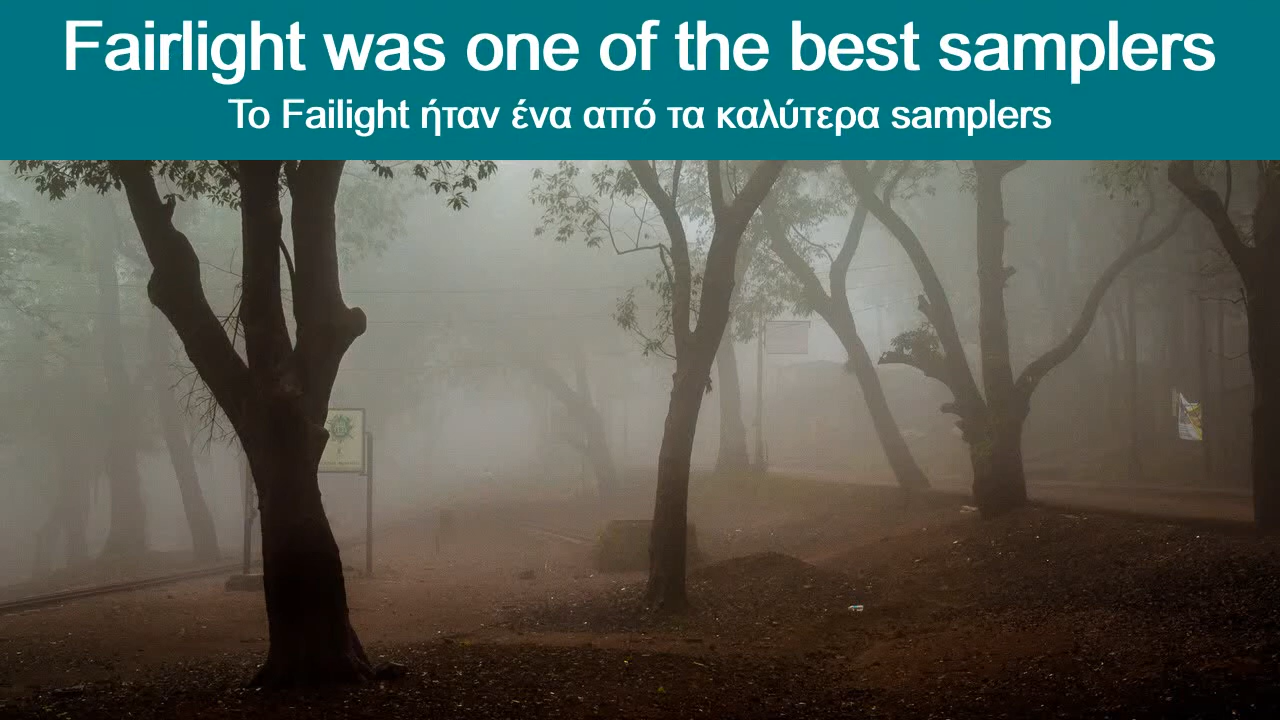 Fairlight was one of the best samplers
Το Failight ήταν ένα από τα καλύτερα samplers